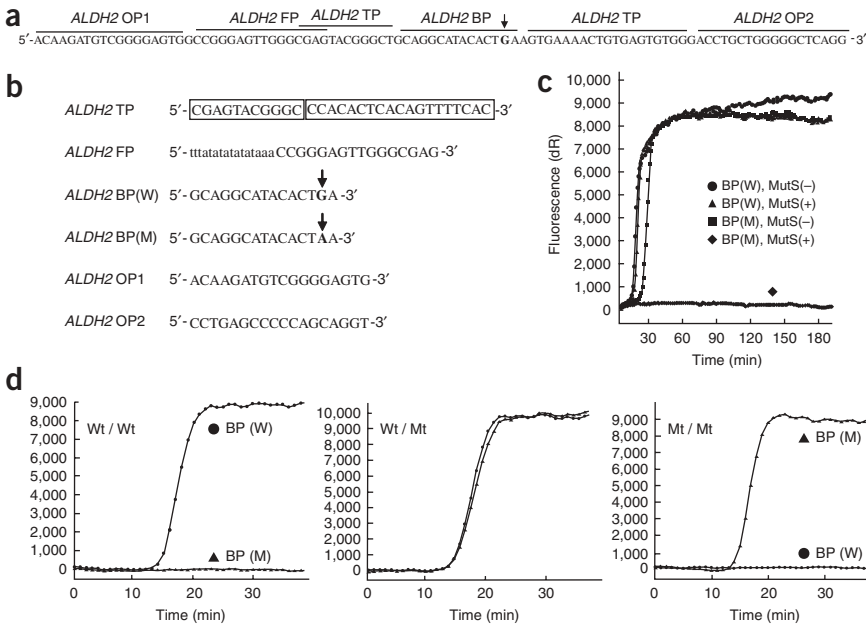 a
ALDH2 OP1 ALDH2 FP ALDH2 TP ALDH2 BP ALDH2 TP ALDH2 OP2
5′-ACAAGATGTCGGGGAGTGGCCGGGAGTTGGGCGAGTACGGGCTGCAGGCATACACTGAAGTGAAAACTGTGAGTGTGGGACCTGCTGGGGGCTCAGG -3′
b
ALDH2 TP 5′- CGAGTACGGGC CCACACTCACAGTTTTCAC -3′
ALDH2 FP 5′- tttatatatatataaaCCGGGAGTTGGGCGAG -3′
ALDH2 BP(W) 5′- GCAGGCATACACTGA -3′
ALDH2 BP(M) 5′- GCAGGCATACACTAA -3′
ALDH2 OP1 5′- ACAAGATGTCGGGGAGTG -3′
ALDH2 OP2 5′- CCTGAGCCCCCAGCAGGT -3′
c
Fluorescence (dR)
10,000
9,000
8,000
7,000
6,000
5,000
4,000
3,000
2,000
1,000
0
BP(W), MutS(–)
BP(W), MutS(+)
BP(M), MutS(–)
BP(M), MutS(+)
30 60 90 120 150 180
Time (min)
d
9,000
8,000
7,000
6,000
5,000
4,000
3,000
2,000
1,000
0
Wt / Wt
BP (W)
BP (M)
0 10 20 30
Time (min)
10,000
9,000
8,000
7,000
6,000
5,000
4,000
3,000
2,000
1,000
0
Wt / Mt
0 10 20 30
Time (min)
9,000
8,000
7,000
6,000
5,000
4,000
3,000
2,000
1,000
0
Mt / Mt
BP (M)
BP (W)
0 10 20 30
Time (min)